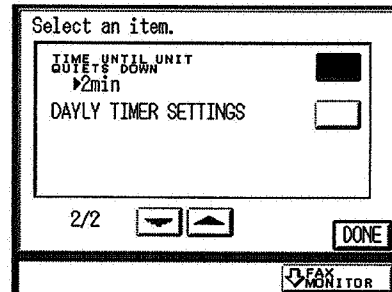 Select an item.
TIME UNTIL UNIT
QUIETS DOWN
▶2min
DAYLY TIMER SETTINGS
2/2
DONE
FAX
MONITOR